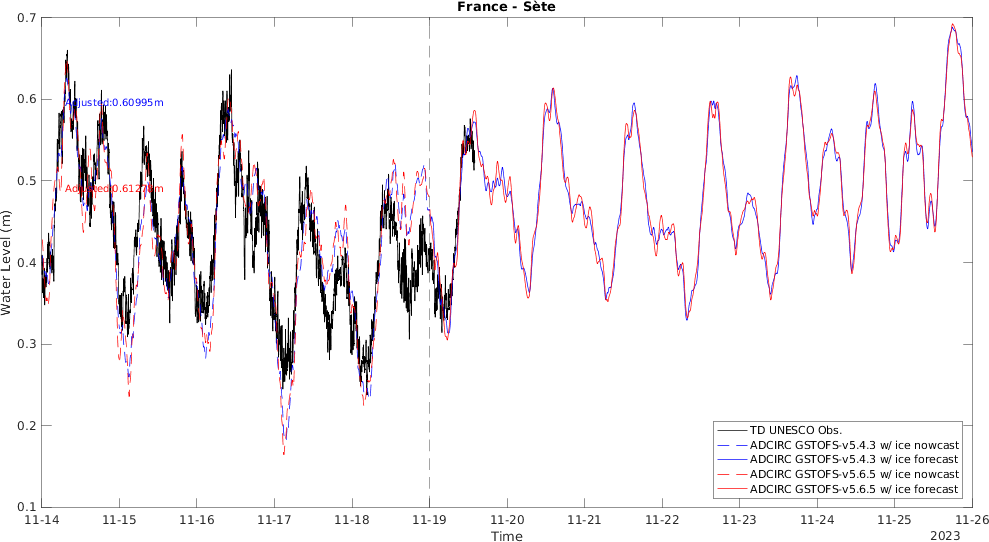 France - Sète
Water Level (m)
0.7
0.6
0.5
0.4
0.3
0.2
0.1
Adjusted:0.60995m
TD UNESCO Obs.
ADCIRC GSTOFS-v5.4.3 w/ ice nowcast
ADCIRC GSTOFS-v5.4.3 w/ ice forecast
ADCIRC GSTOFS-v5.6.5 w/ ice nowcast
ADCIRC GSTOFS-v5.6.5 w/ ice forecast
11-14 11-15 11-16 11-17 11-18 11-19 11-20 11-21 11-22 11-23 11-24 11-25 11-26
Time
2023